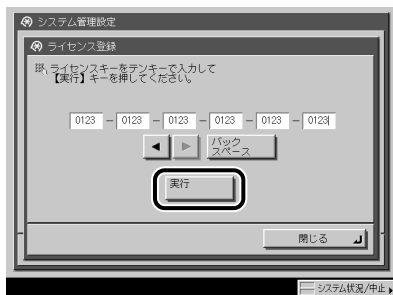 システム管理設定
ライセンス登録
ライセンスキーをテンキーで入力して
【実行】キーを押してください。
0123 - 0123 - 0123 - 0123 - 0123 - 0123
◀ ▶ バック
スペース
実行
閉じる
システム状況/中止